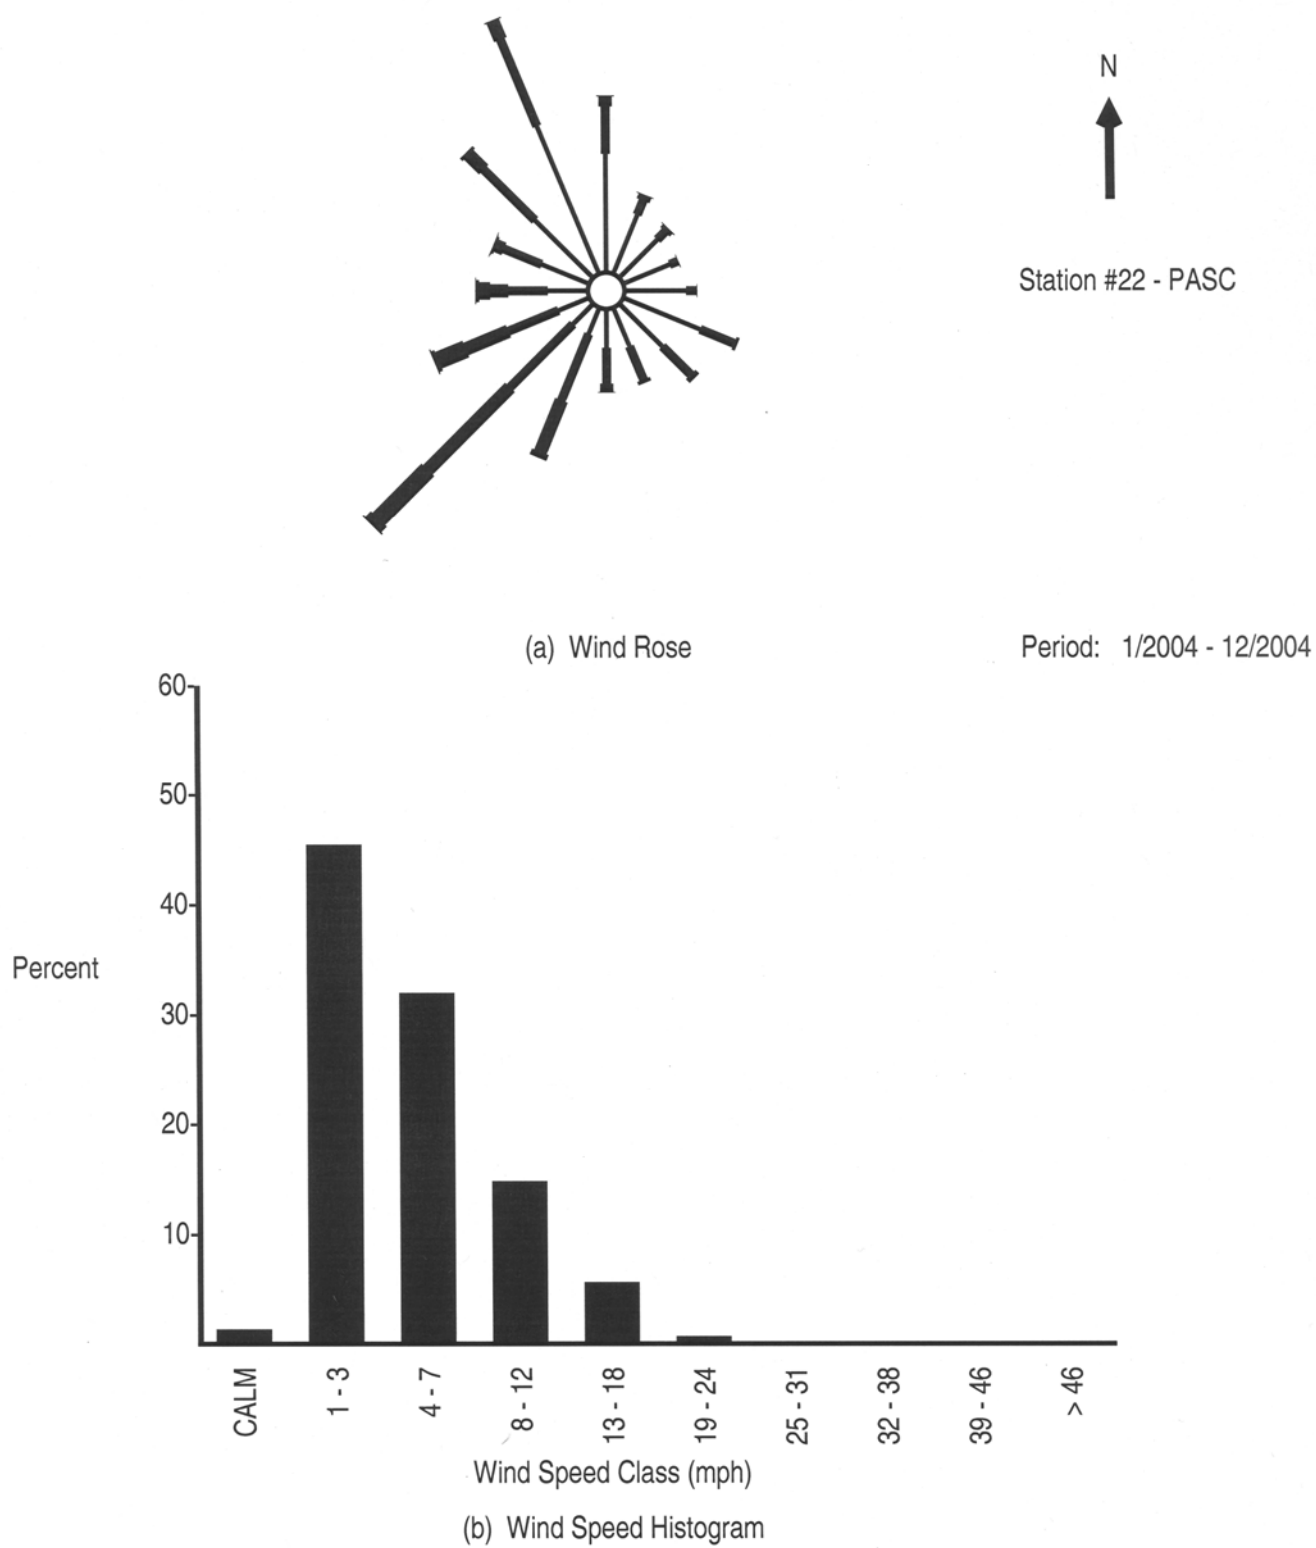 N
Station #22 - PASC
(a) Wind Rose
Period: 1/2004 - 12/2004
60
50
40
30
20
10
Percent
CALM
1 - 3
4 - 7
8 - 12
13 - 18
19 - 24
25 - 31
32 - 38
39 - 46
> 46
Wind Speed Class (mph)
(b) Wind Speed Histogram